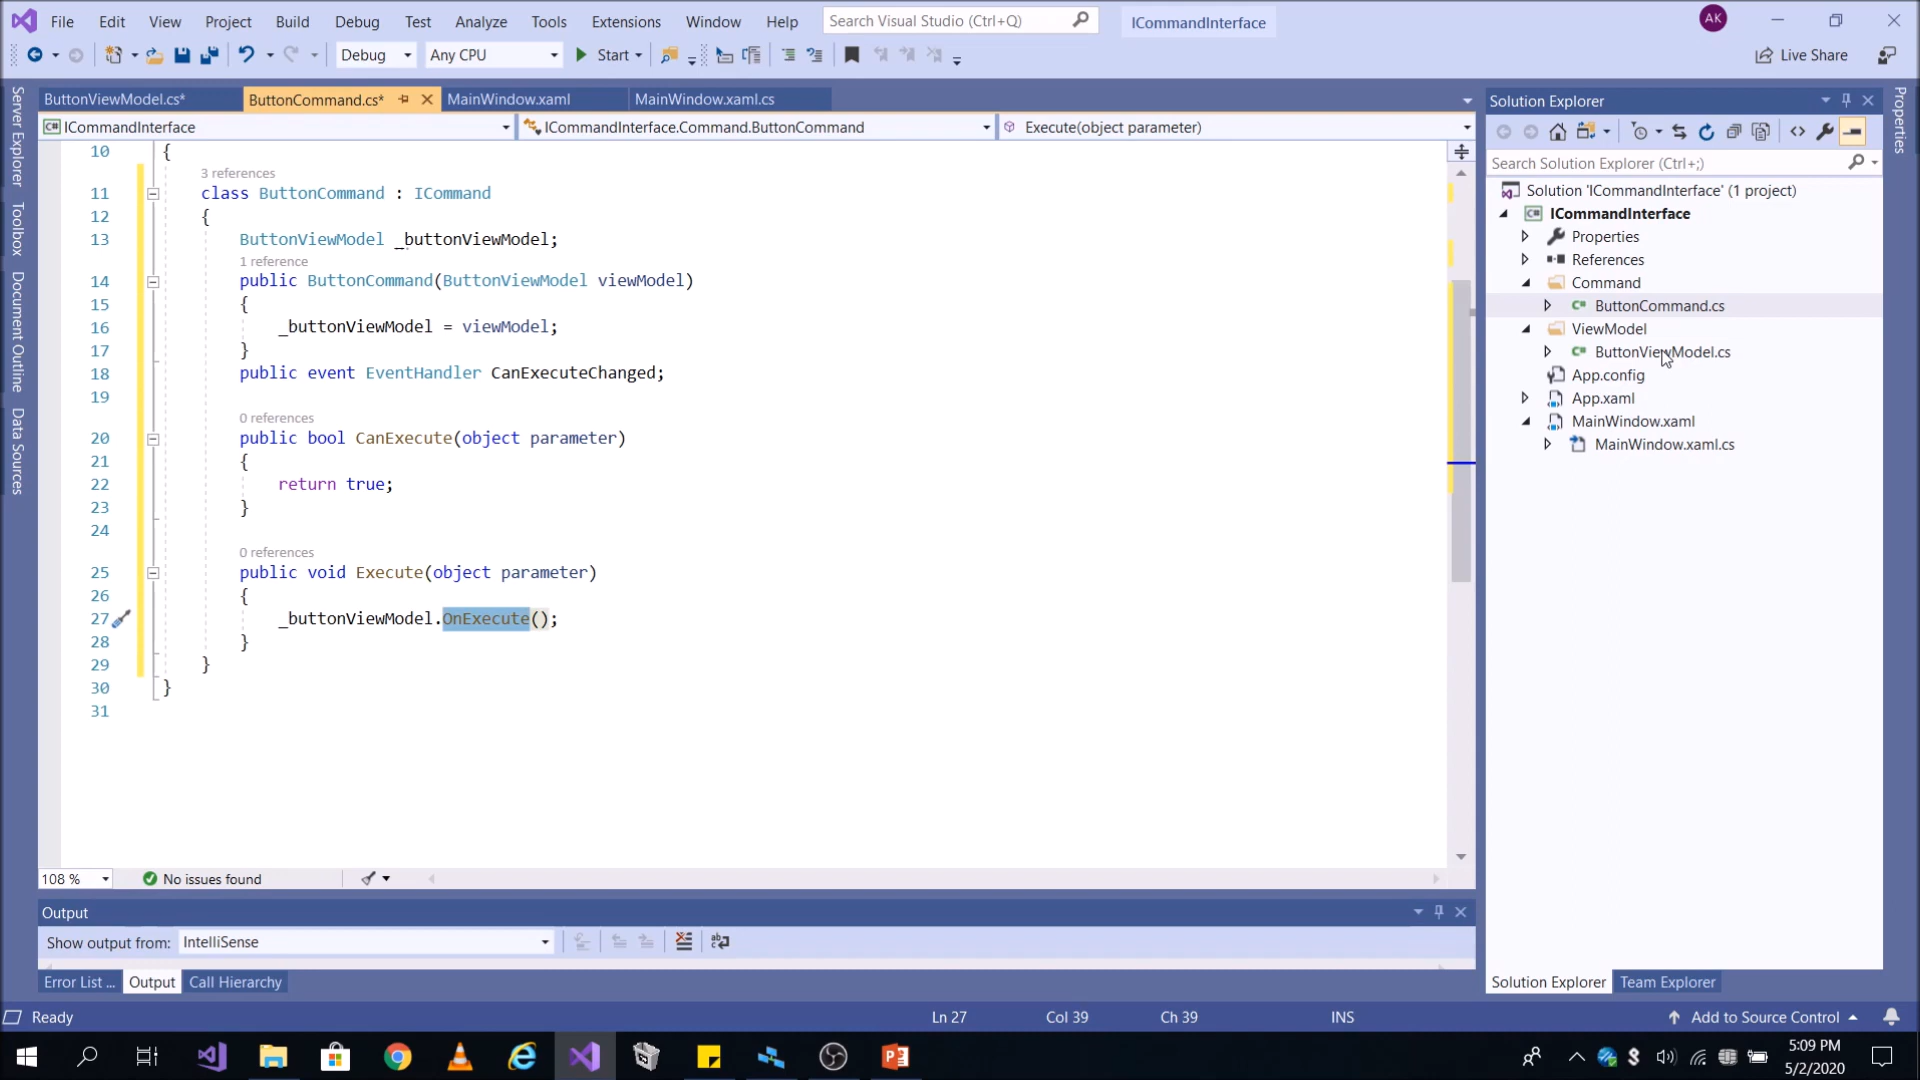 File Edit View Project Build Debug Test Analyze Tools Extensions Window Help Search Visual Studio (Ctrl+Q) ICommandInterface AK
Debug Any CPU Start Live Share
ButtonViewModel.cs* ButtonCommand.cs* MainWindow.xaml MainWindow.xaml.cs
ICommandInterface ICommandInterface.Command.ButtonCommand Execute(object parameter)
Server Explorer
Toolbox
Document Outline
Data Sources
10 {
3 references
11 class ButtonCommand : ICommand
12 {
13 ButtonViewModel _buttonViewModel;
1 reference
14 public ButtonCommand(ButtonViewModel viewModel)
15 {
16 _buttonViewModel = viewModel;
17 }
18 public event EventHandler CanExecuteChanged;
19
0 references
20 public bool CanExecute(object parameter)
21 {
22 return true;
23 }
24
0 references
25 public void Execute(object parameter)
26 {
27 _buttonViewModel.OnExecute();
28 }
29 }
30 }
31
108 % No issues found
Output
Show output from: IntelliSense
Error List ... Output Call Hierarchy
Solution Explorer
Search Solution Explorer (Ctrl+;)
Solution 'ICommandInterface' (1 project)
ICommandInterface
Properties
References
Command
ButtonCommand.cs
ViewModel
ButtonViewModel.cs
App.config
App.xaml
MainWindow.xaml
MainWindow.xaml.cs
Solution Explorer Team Explorer
Properties
Ready Ln 27 Col 39 Ch 39 INS Add to Source Control
5:09 PM
5/2/2020